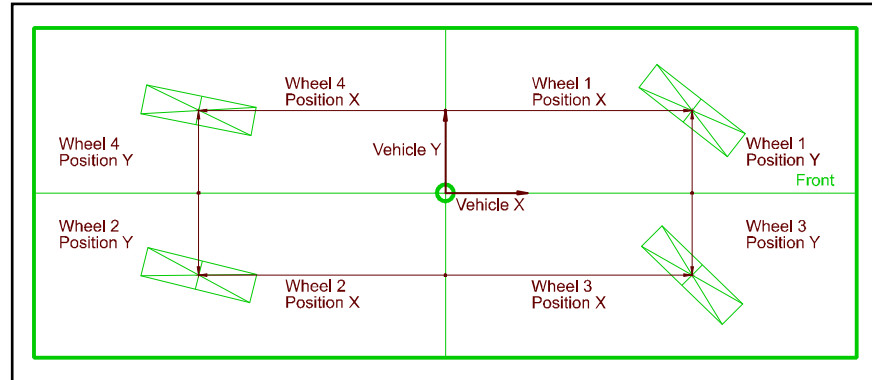 Wheel 4
Position X
Wheel 1
Position X
Wheel 4
Position Y
Vehicle Y
Wheel 1
Position Y
Front
Vehicle X
Wheel 2
Position Y
Wheel 3
Position Y
Wheel 2
Position X
Wheel 3
Position X